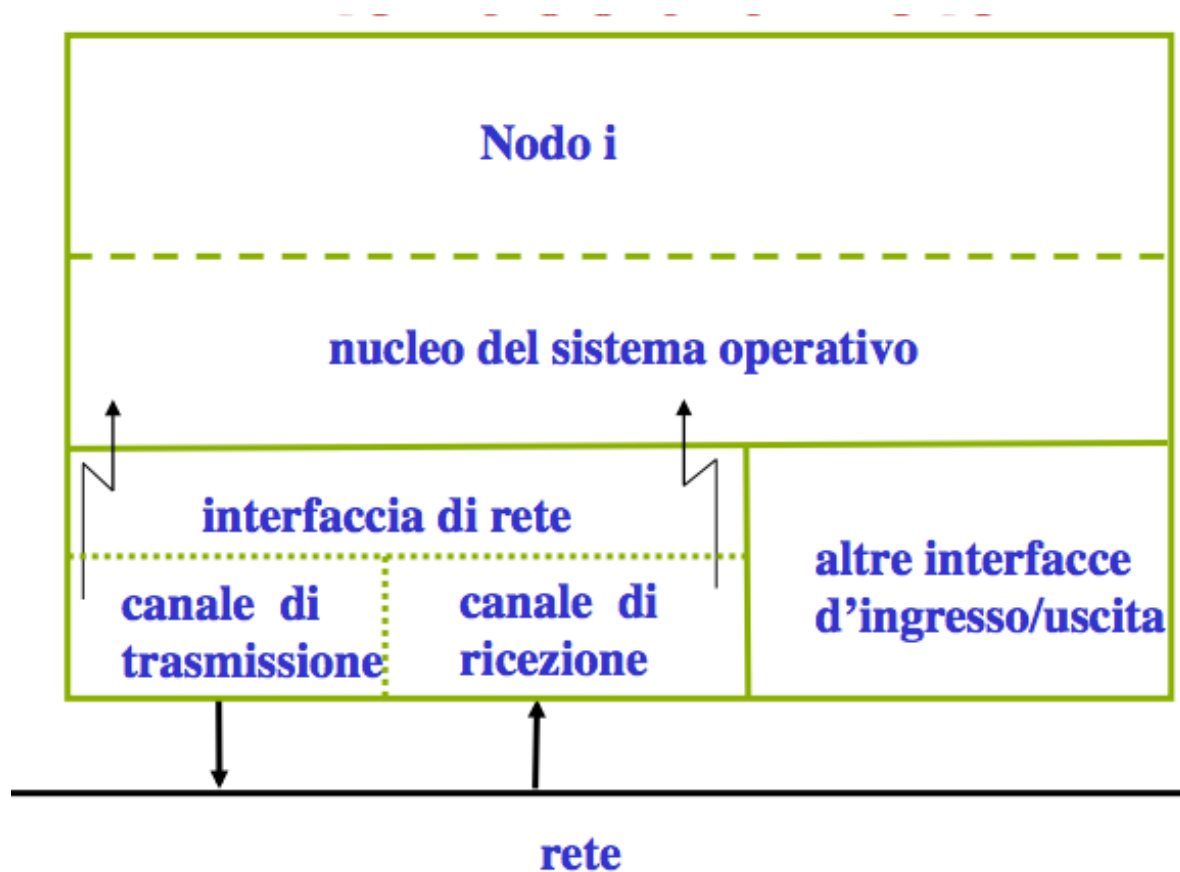 Nodo i
nucleo del sistema operativo
interfaccia di rete
canale di
trasmissione
canale di
ricezione
altre interfacce
d’ingresso/uscita
rete